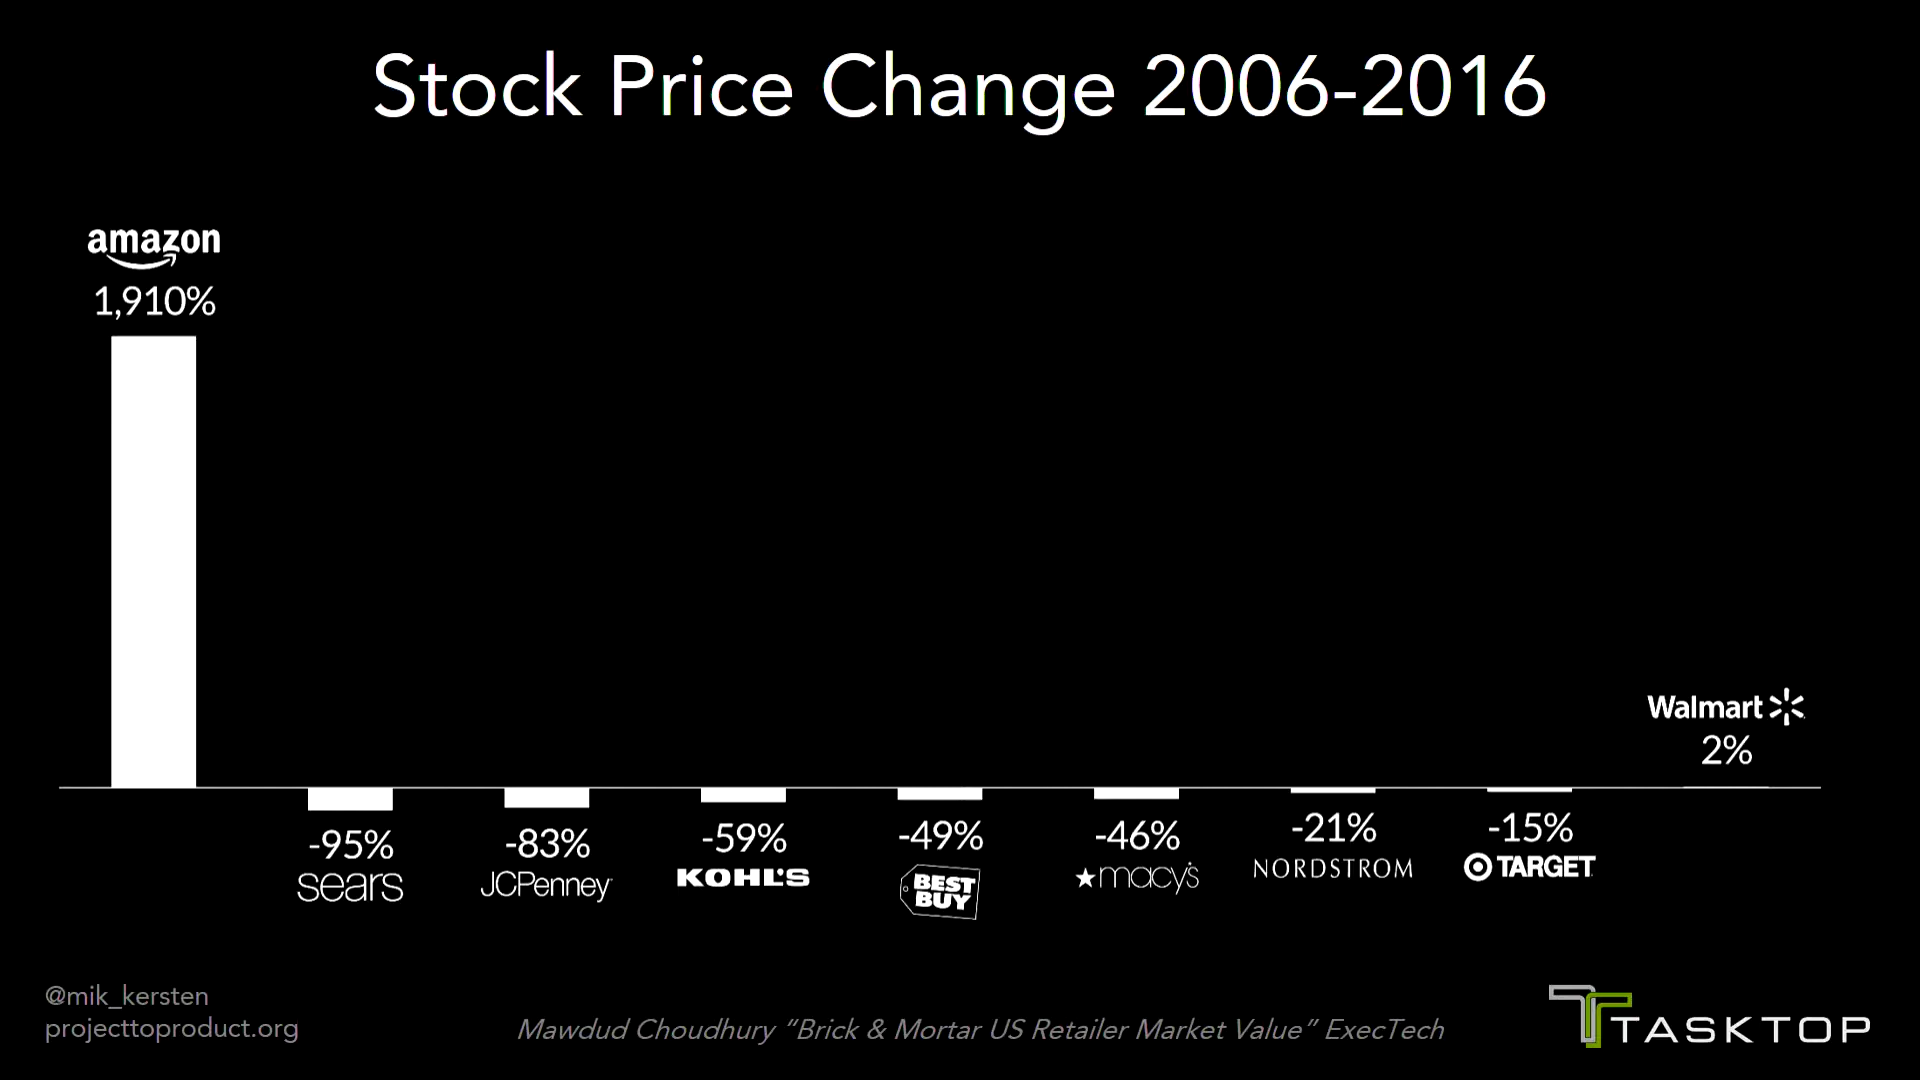 Stock Price Change 2006-2016
amazon
1,910%
Walmart
2%
-95%
sears
-83%
JCPenney
-59%
KOHL'S
-49%
BEST
BUY
-46%
macy's
-21%
NORDSTROM
-15%
TARGET
@mik_kersten
projecttoproduct.org
Mawdud Choudhury “Brick & Mortar US Retailer Market Value” ExecTech
TASKTOP